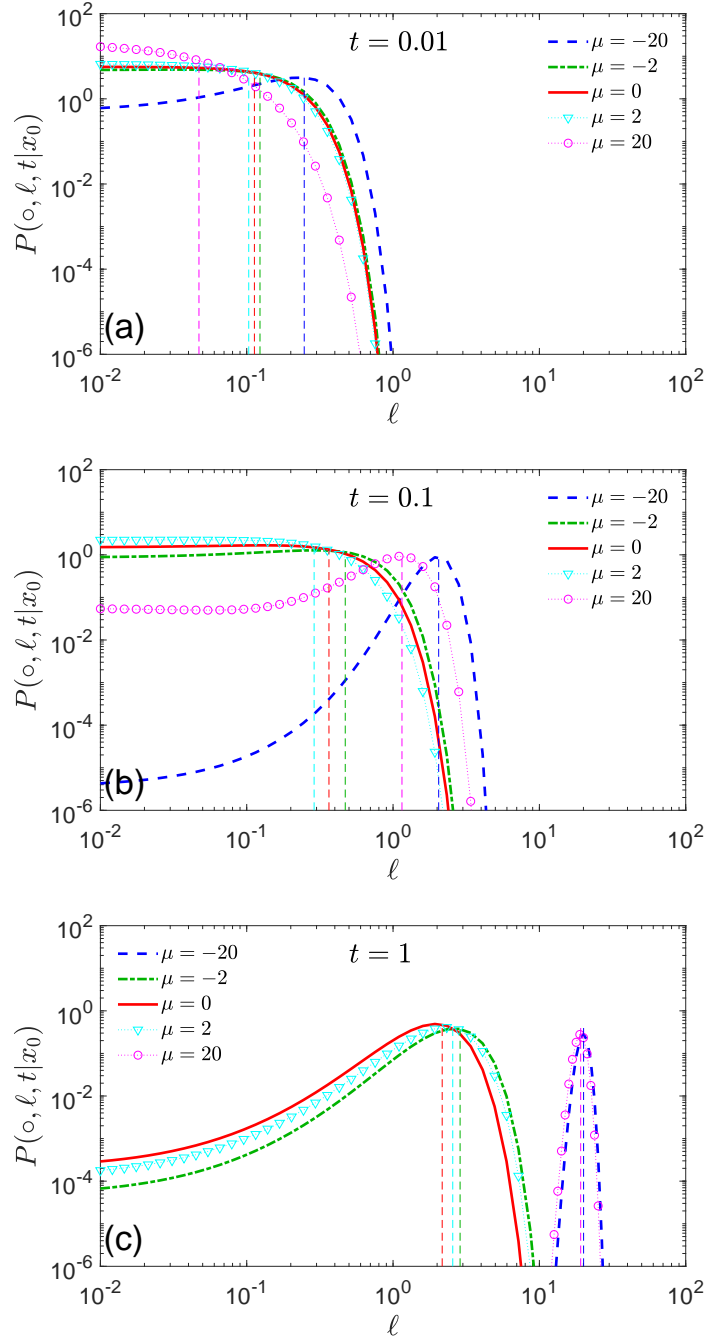 10^2
10^0
10^-2
10^-4
10^-6
P(∘, ℓ, t|x_0)
t = 0.01
μ = −20
μ = −2
μ = 0
μ = 2
μ = 20
(a)
10^-2 10^-1 10^0 10^1 10^2
ℓ
10^2
10^0
10^-2
10^-4
10^-6
P(∘, ℓ, t|x_0)
t = 0.1
μ = −20
μ = −2
μ = 0
μ = 2
μ = 20
(b)
10^-2 10^-1 10^0 10^1 10^2
ℓ
10^2
10^0
10^-2
10^-4
10^-6
P(∘, ℓ, t|x_0)
μ = −20
μ = −2
μ = 0
μ = 2
μ = 20
t = 1
(c)
10^-2 10^-1 10^0 10^1 10^2
ℓ